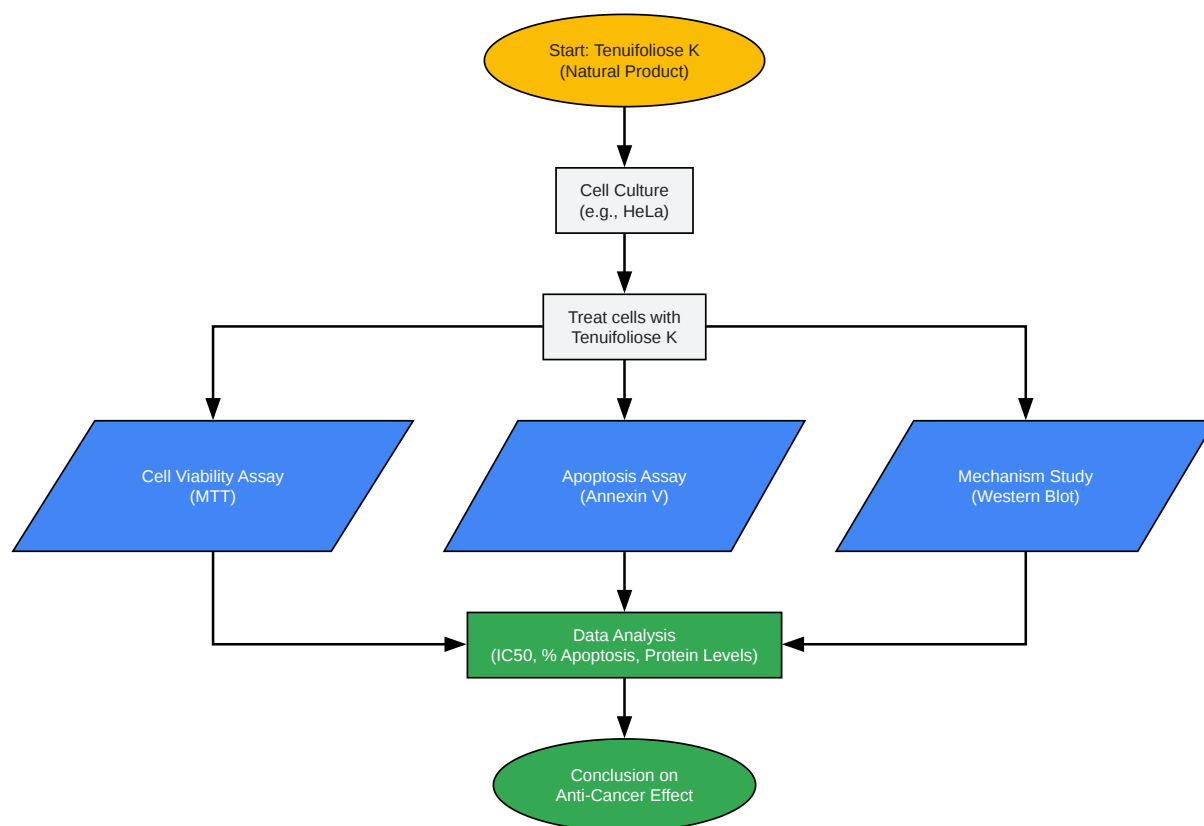 Start: Tenuifoliose K
(Natural Product)
Cell Culture
(e.g., HeLa)
Treat cells with
Tenuifoliose K
Cell Viability Assay
(MTT)
Apoptosis Assay
(Annexin V)
Mechanism Study
(Western Blot)
Data Analysis
(IC50, % Apoptosis, Protein Levels)
Conclusion on
Anti-Cancer Effect